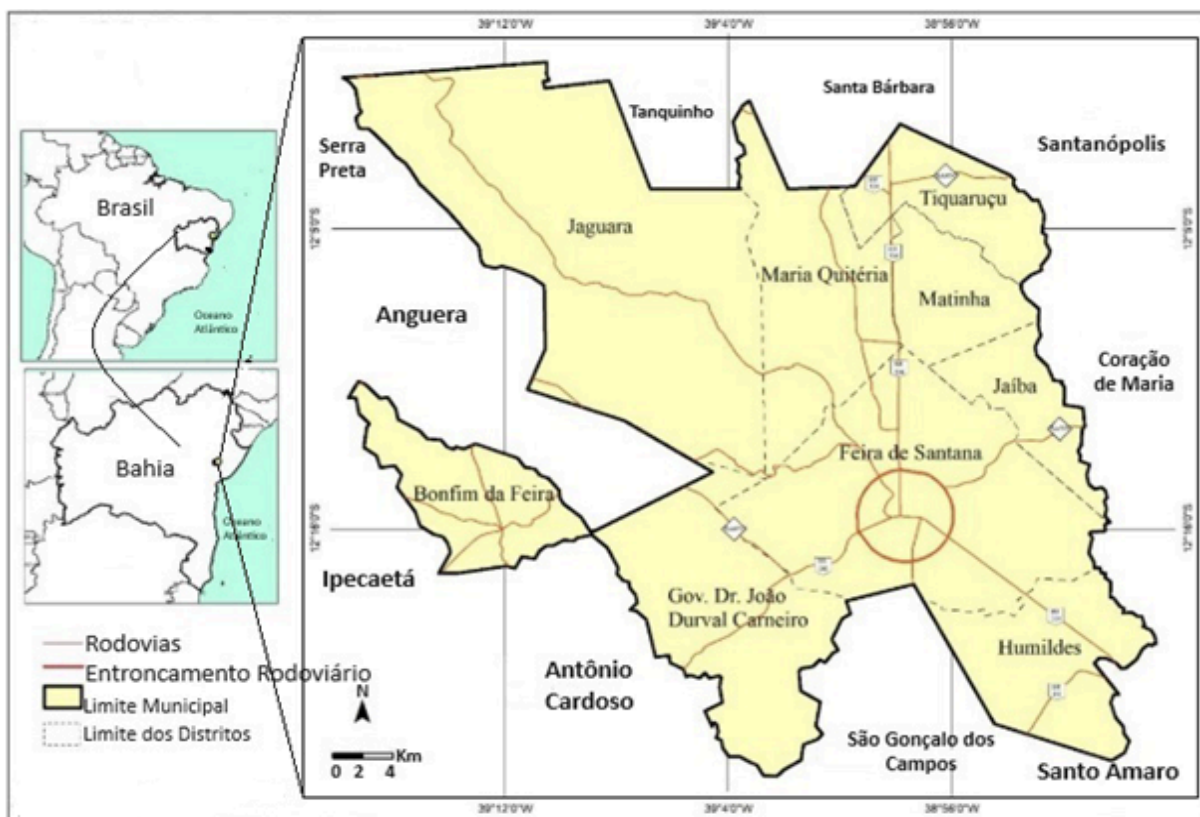 39°12'0"W
39°4'0"W
38°56'0"W
Santa Bárbara
Tanquinho
Serra
Preta
Santanópolis
Tiquaruçu
Brasil
Jaguara
12°5'0"S
12°5'0"S
Maria Quitéria
Matinha
Anguera
Oceano
Atlântico
Coração
de Maria
Jaíba
Feira de Santana
Bahia
Bonfim da Feira
Oceano
Atlântico
12°16'0"S
12°16'0"S
Ipecaetá
Gov. Dr. João
Durval Carneiro
Humildes
Rodovias
Entroncamento Rodoviário
Limite Municipal
Limite dos Distritos
Antônio
Cardoso
N
Km
0 2 4
São Gonçalo dos
Campos
Santo Amaro
39°12'0"W
39°4'0"W
38°56'0"W